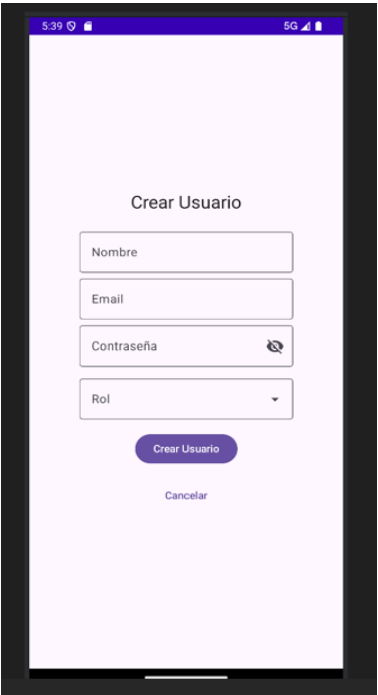 5:39 5G
Crear Usuario
Nombre
Email
Contraseña
Rol
Crear Usuario
Cancelar